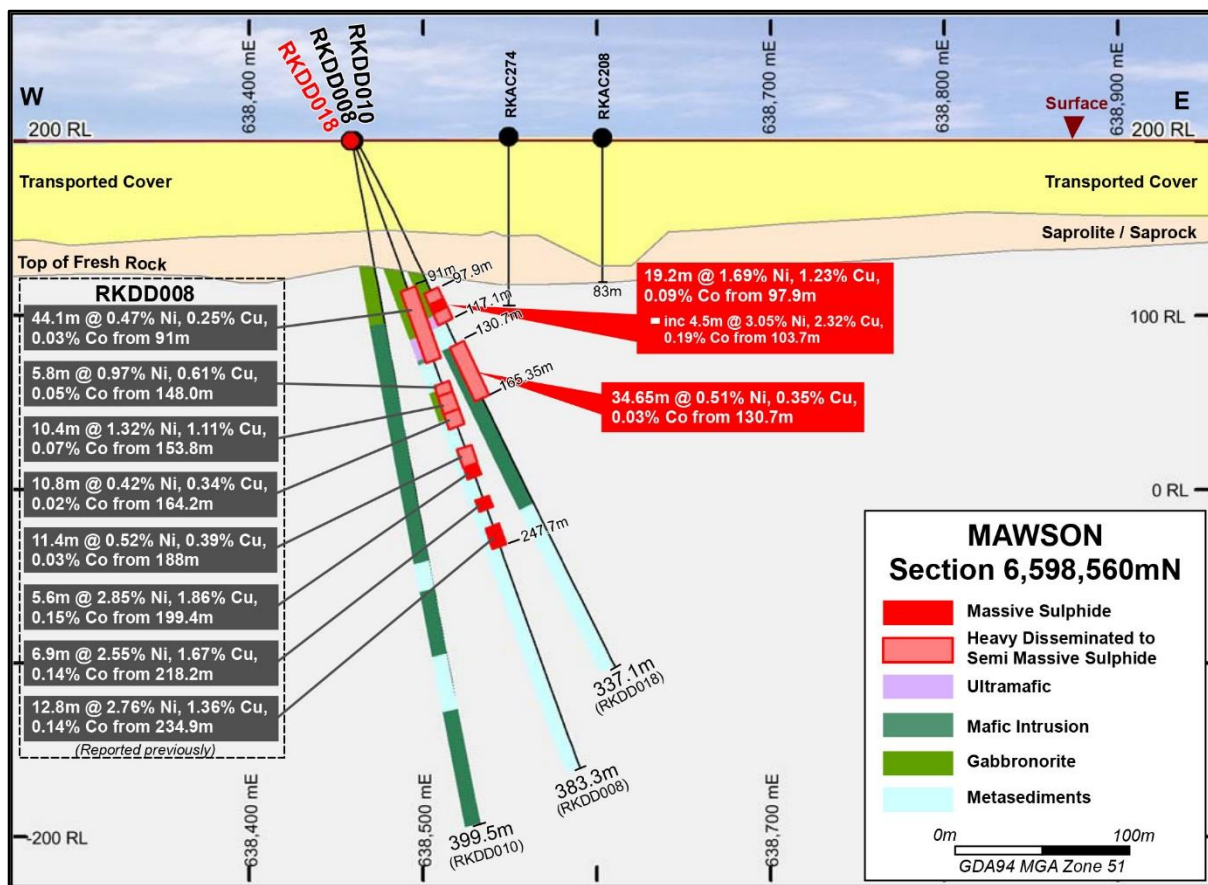 638,400 mE
RKDD018
RKDD008
RKDD010
RKAC274
RKAC208
638,700 mE
638,800 mE
638,900 mE
W
Surface
E
200 RL
200 RL
Transported Cover
Transported Cover
Saprolite / Saprock
Top of Fresh Rock
91m
97.9m
117.1m
130.7m
165.35m
247.7m
83m
19.2m @ 1.69% Ni, 1.23% Cu,
0.09% Co from 97.9m
inc 4.5m @ 3.05% Ni, 2.32% Cu,
0.19% Co from 103.7m
34.65m @ 0.51% Ni, 0.35% Cu,
0.03% Co from 130.7m
100 RL
0 RL
RKDD008
44.1m @ 0.47% Ni, 0.25% Cu,
0.03% Co from 91m
5.8m @ 0.97% Ni, 0.61% Cu,
0.05% Co from 148.0m
10.4m @ 1.32% Ni, 1.11% Cu,
0.07% Co from 153.8m
10.8m @ 0.42% Ni, 0.34% Cu,
0.02% Co from 164.2m
11.4m @ 0.52% Ni, 0.39% Cu,
0.03% Co from 188m
5.6m @ 2.85% Ni, 1.86% Cu,
0.15% Co from 199.4m
6.9m @ 2.55% Ni, 1.67% Cu,
0.14% Co from 218.2m
12.8m @ 2.76% Ni, 1.36% Cu,
0.14% Co from 234.9m
(Reported previously)
337.1m
(RKDD018)
383.3m
(RKDD008)
399.5m
(RKDD010)
-200 RL
638,400 mE
638,500 mE
638,700 mE
MAWSON
Section 6,598,560mN
Massive Sulphide
Heavy Disseminated to
Semi Massive Sulphide
Ultramafic
Mafic Intrusion
Gabbronorite
Metasediments
0m
100m
GDA94 MGA Zone 51